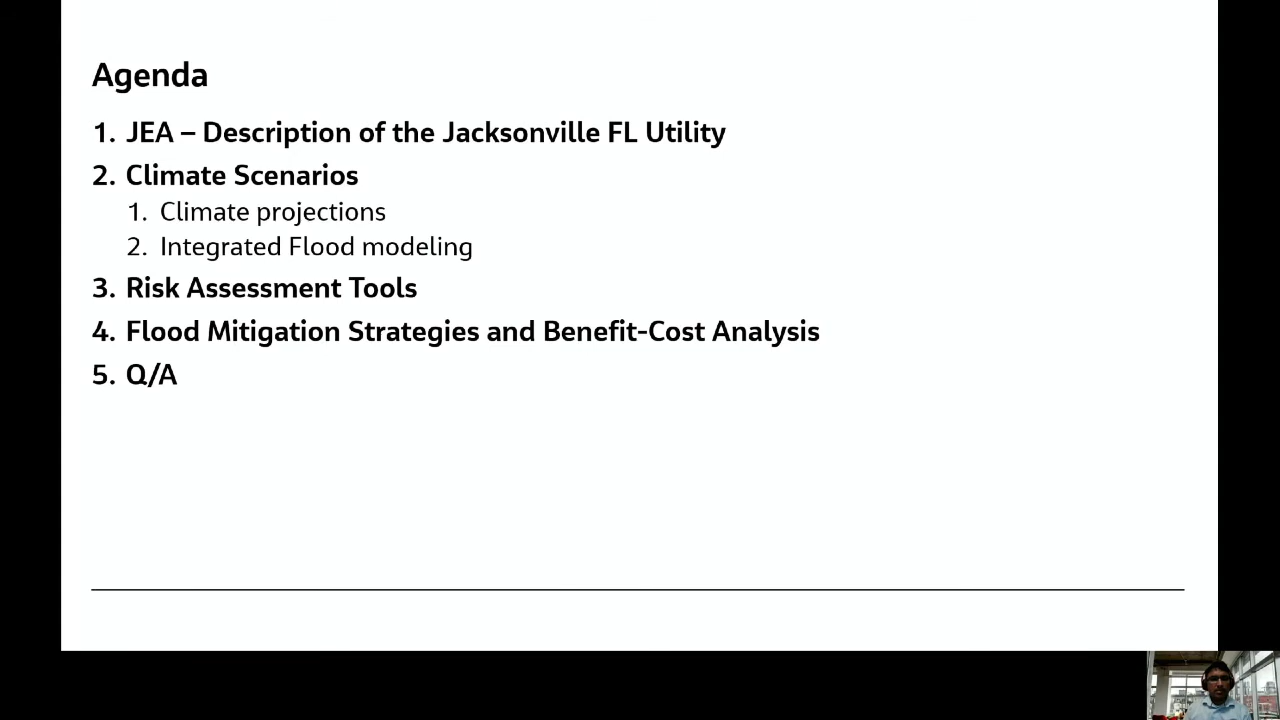 Agenda
1. JEA – Description of the Jacksonville FL Utility
2. Climate Scenarios
1. Climate projections
2. Integrated Flood modeling
3. Risk Assessment Tools
4. Flood Mitigation Strategies and Benefit-Cost Analysis
5. Q/A